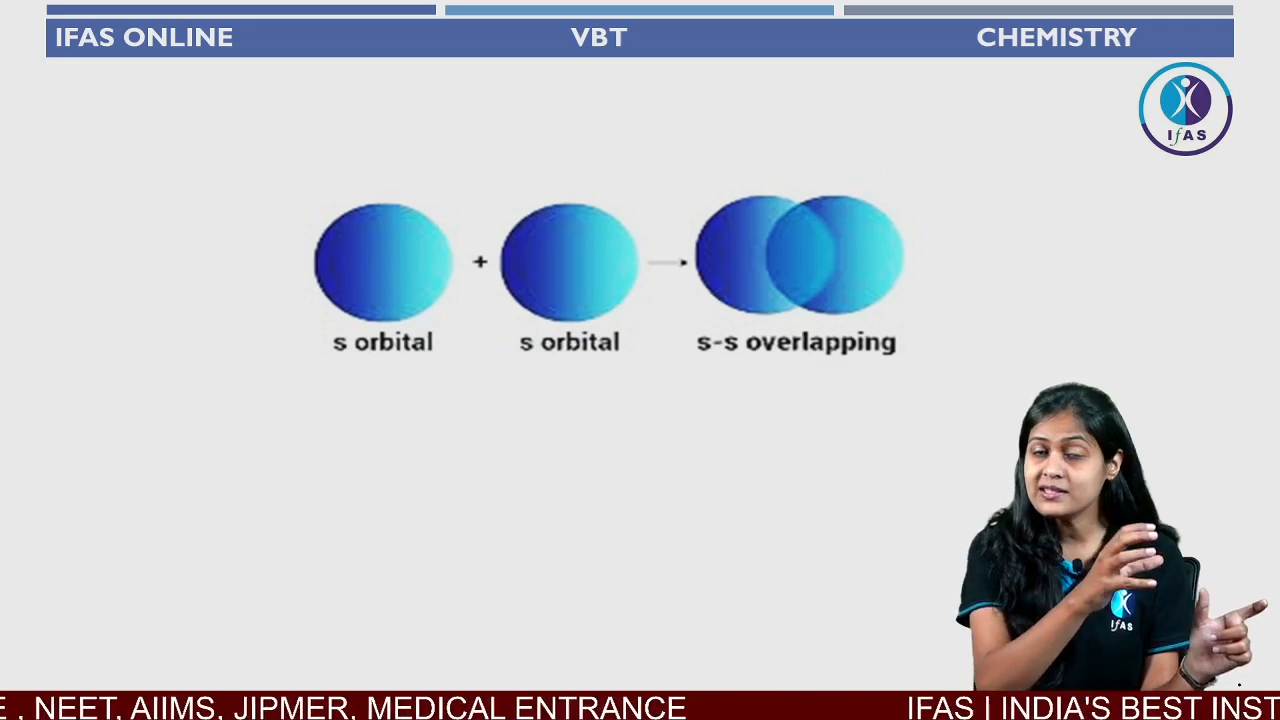 IFAS ONLINE VBT CHEMISTRY
IfAS
+
s orbital s orbital s-s overlapping
IfAS
E , NEET, AIIMS, JIPMER, MEDICAL ENTRANCE IFAS | INDIA'S BEST INST